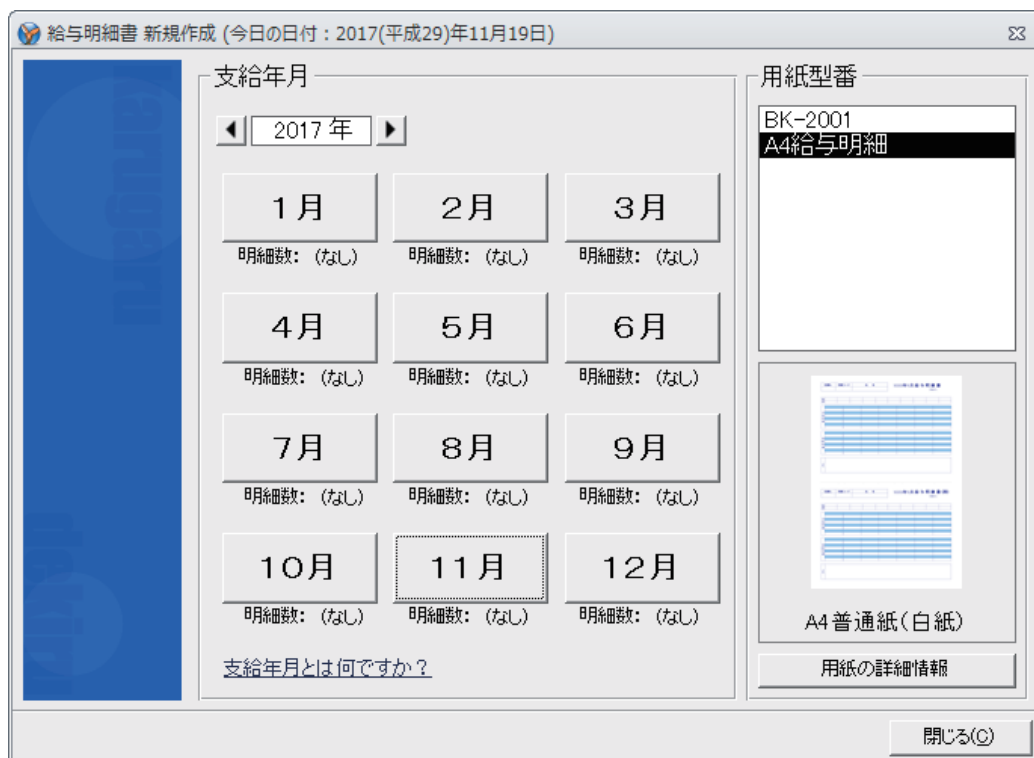 給与明細書 新規作成 (今日の日付：2017(平成29)年11月19日)
支給年月
2017 年
1月 2月 3月
明細数： (なし) 明細数： (なし) 明細数： (なし)
4月 5月 6月
明細数： (なし) 明細数： (なし) 明細数： (なし)
7月 8月 9月
明細数： (なし) 明細数： (なし) 明細数： (なし)
10月 11月 12月
明細数： (なし) 明細数： (なし) 明細数： (なし)
支給年月とは何ですか？
用紙型番
BK-2001
A4給与明細
A4普通紙(白紙)
用紙の詳細情報
閉じる(C)